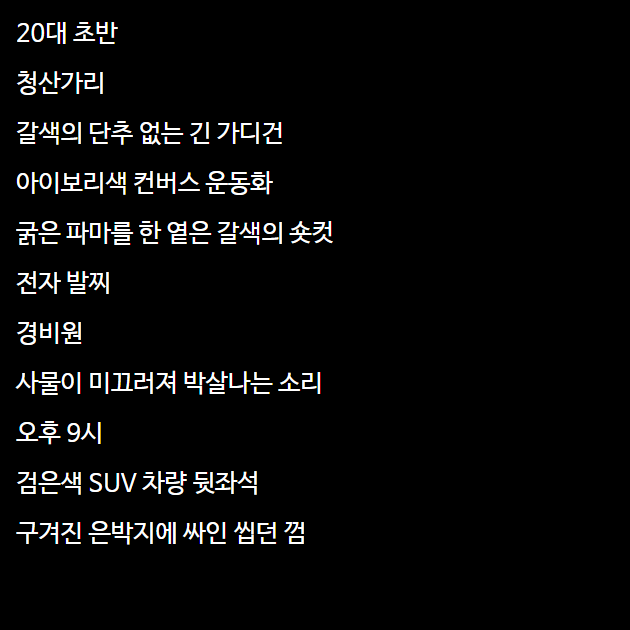 20대 초반
청산가리
갈색의 단추 없는 긴 가디건
아이보리색 컨버스 운동화
굵은 파마를 한 옅은 갈색의 숏컷
전자 발찌
경비원
사물이 미끄러져 박살나는 소리
오후 9시
검은색 SUV 차량 뒷좌석
구겨진 은박지에 싸인 씹던 껌